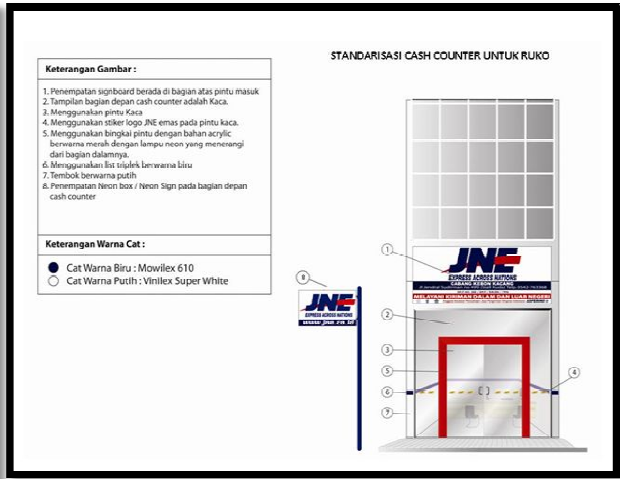 STANDARISASI CASH COUNTER UNTUK RUKO
Keterangan Gambar :
1. Penempatan signboard berada di bagian atas pintu masuk
2. Tampilan bagian depan cash counter adalah Kaca.
3. Menggunakan pintu Kaca
4. Menggunakan stiker logo JNE emas pada pintu kaca.
5. Menggunakan bingkai pintu dengan bahan acrylic
berwarna merah dengan lampu neon yang menerangi
dari bagian dalamnya.
6. Menggunakan list triplek berwarna biru
7. Tembok berwarna putih
8. Penempatan Neon box / Neon Sign pada bagian depan
cash counter
Keterangan Warna Cat :
Cat Warna Biru : Mowilex 610
Cat Warna Putih : Vinilex Super White
8
JNE
EXPRESS ACROSS NATIONS
1
JNE
EXPRESS ACROSS NATIONS
CABANG KEBON KACANG
MELAYANI KIRIMAN DALAM DAN LUAR NEGERI
2
3
5
4
6
7